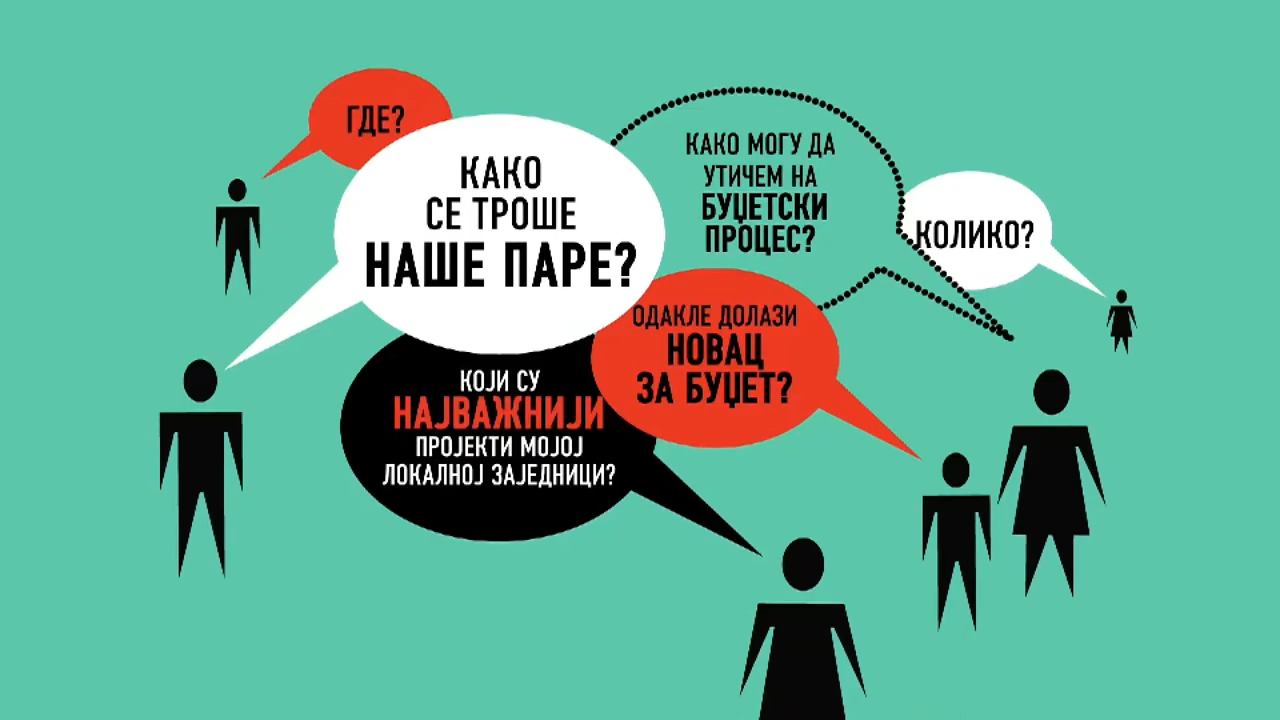 ГДЕ?
КАКО
СЕ ТРОШЕ
НАШЕ ПАРЕ?
КАКО МОГУ ДА
УТИЧЕМ НА
БУЏЕТСКИ
ПРОЦЕС?
КОЛИКО?
ОДАКЛЕ ДОЛАЗИ
НОВАЦ
ЗА БУЏЕТ?
КОЈИ СУ
НАЈВАЖНИЈИ
ПРОЈЕКТИ МОЈОЈ
ЛОКАЛНОЈ ЗАЈЕДНИЦИ?